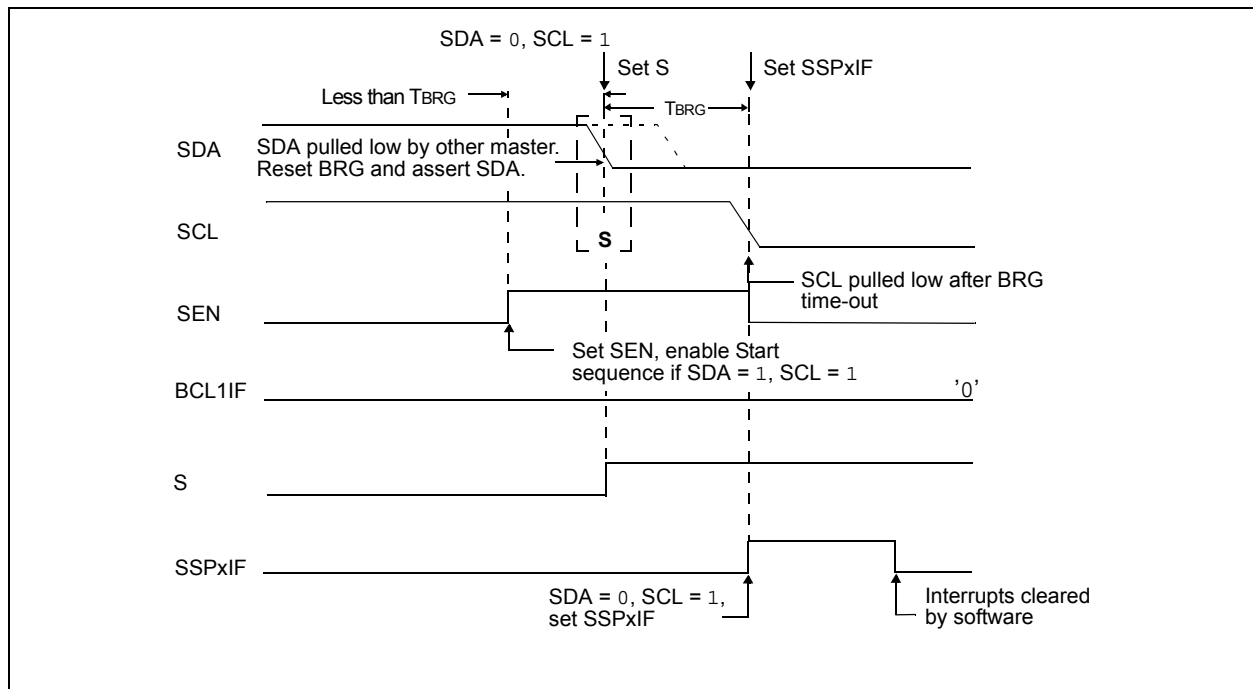 SDA = 0, SCL = 1
Set S
Set SSPxIF
Less than TBRG
TBRG
SDA
SDA pulled low by other master.
Reset BRG and assert SDA.
SCL
S
SCL pulled low after BRG
time-out
SEN
Set SEN, enable Start
sequence if SDA = 1, SCL = 1
BCL1IF
'0'
S
SSPxIF
SDA = 0, SCL = 1,
set SSPxIF
Interrupts cleared
by software